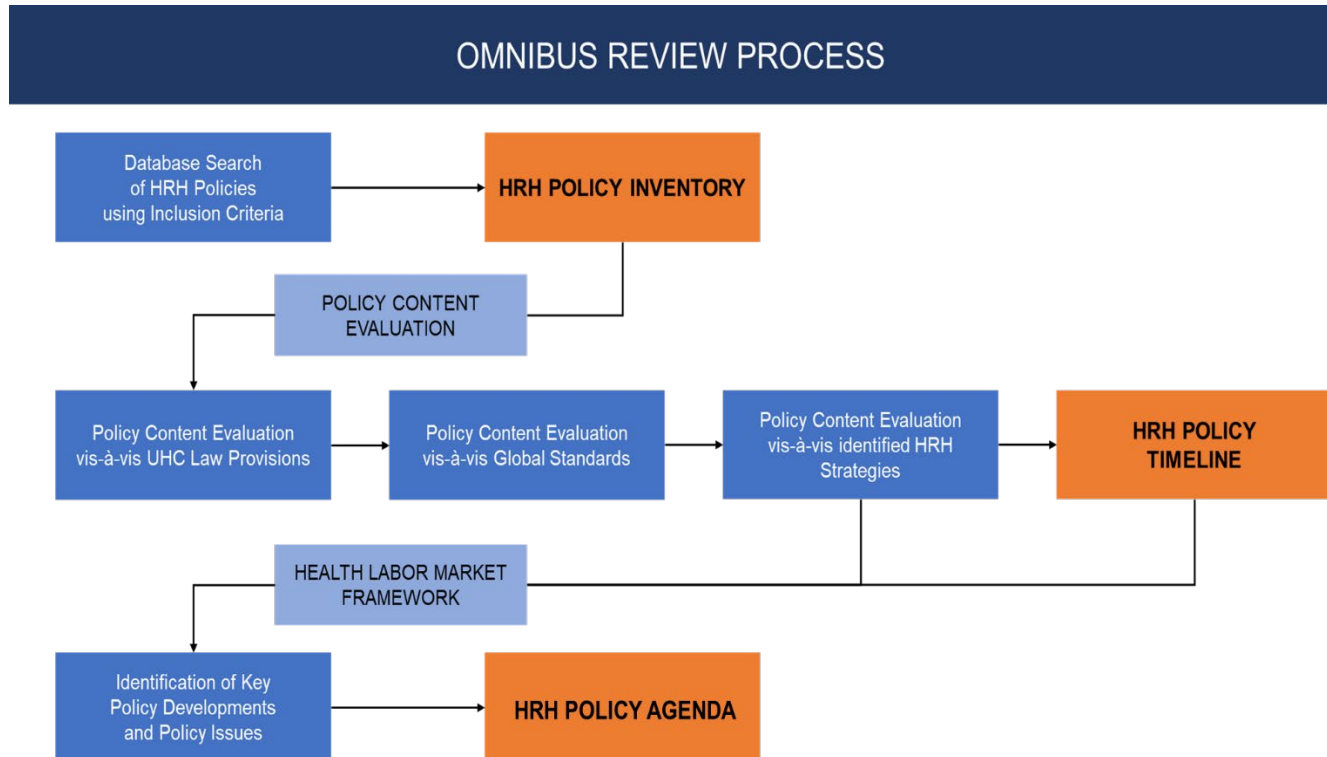 OMNIBUS REVIEW PROCESS
Database Search
of HRH Policies
using Inclusion Criteria
HRH POLICY INVENTORY
POLICY CONTENT
EVALUATION
Policy Content Evaluation
vis-à-vis UHC Law Provisions
Policy Content Evaluation
vis-à-vis Global Standards
Policy Content Evaluation
vis-à-vis identified HRH
Strategies
HRH POLICY
TIMELINE
HEALTH LABOR MARKET
FRAMEWORK
Identification of Key
Policy Developments
and Policy Issues
HRH POLICY AGENDA